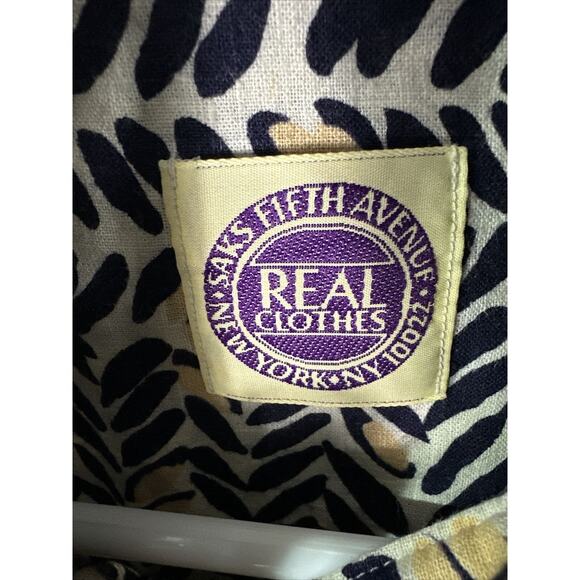 SAKS FIFTH AVENUE
REAL
CLOTHES
NEW YORK • NY 10022